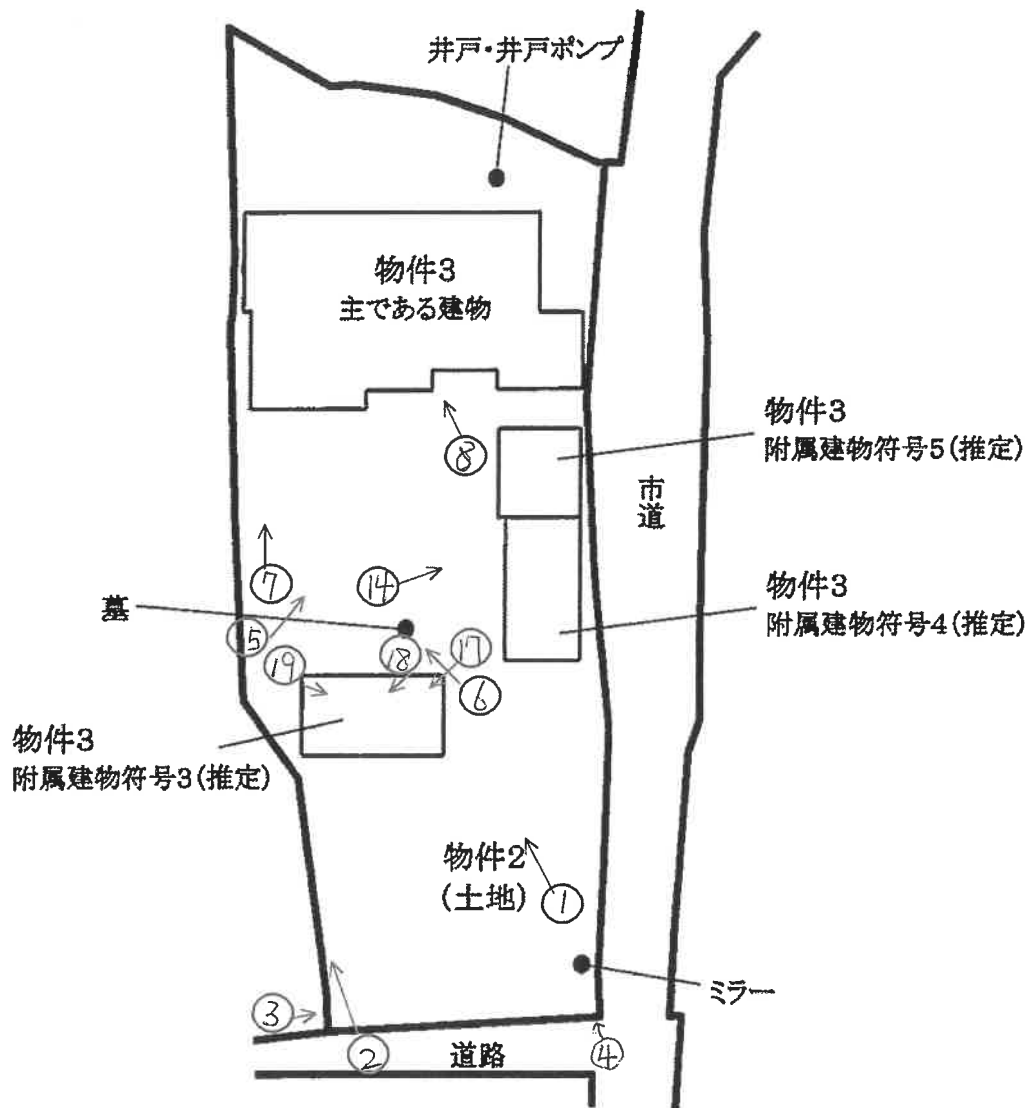 井戸・井戸ポンプ
物件3
主である建物
物件3
附属建物符号5(推定)
⑧
市道
⑦
⑭
物件3
附属建物符号4(推定)
墓
⑮
⑱
⑰
⑲
⑥
物件3
附属建物符号3(推定)
物件2
(土地)
①
ミラー
③
②
道路
④